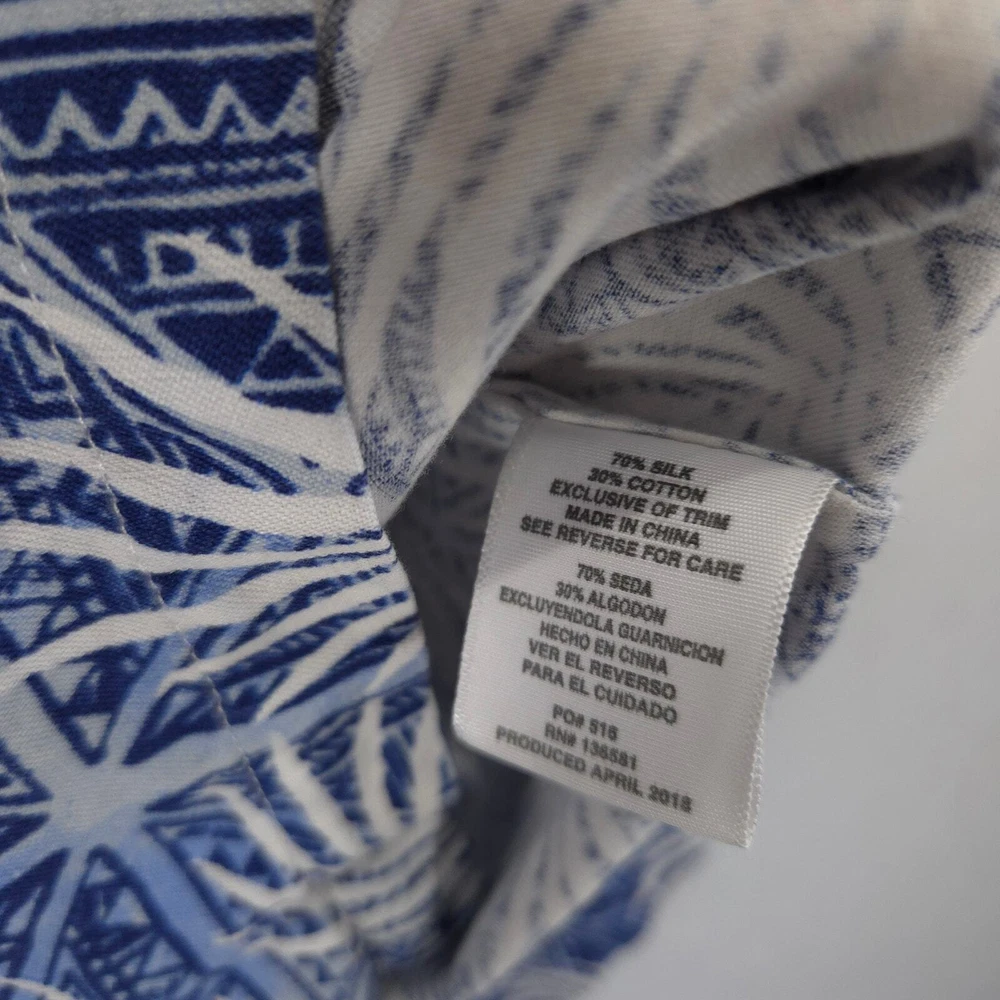 70% SILK
30% COTTON
EXCLUSIVE OF TRIM
MADE IN CHINA
SEE REVERSE FOR CARE
70% SEDA
30% ALGODON
EXCLUYENDOLA GUARNICION
HECHO EN CHINA
VER EL REVERSO
PARA EL CUIDADO
PO# 518
RN# 136581
PRODUCED APRIL 2018